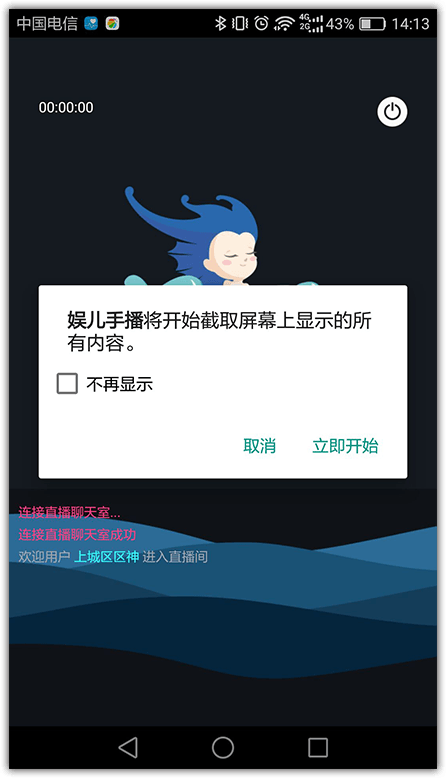 中国电信 4G 2G 43% 14:13
00:00:00
娱儿手播将开始截取屏幕上显示的所
有内容。
不再显示
取消 立即开始
连接直播聊天室...
连接直播聊天室成功
欢迎用户 上城区区神 进入直播间